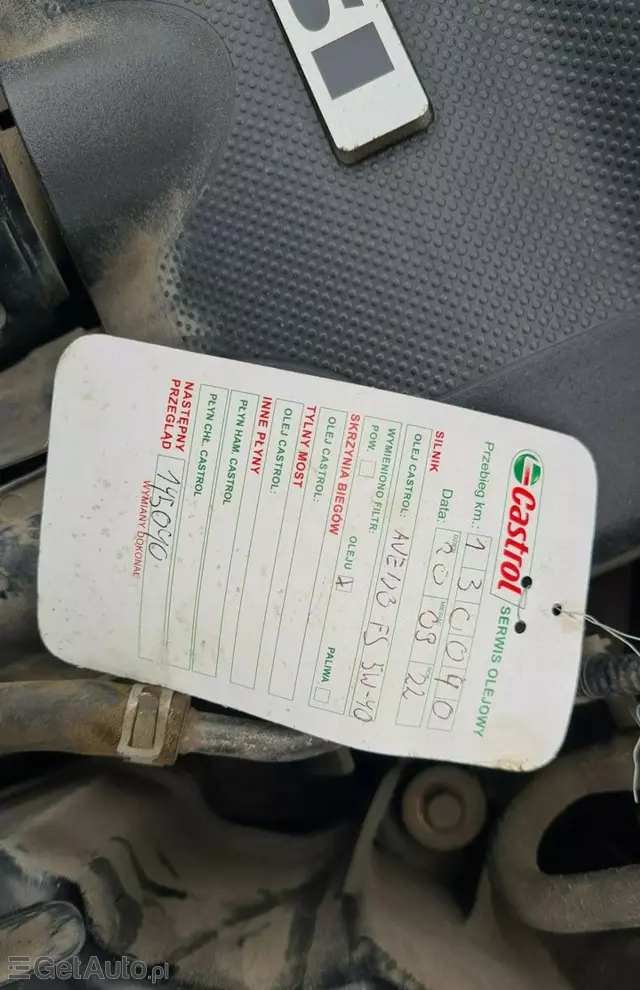 Castrol SERWIS OLEJOWY
Przebieg km.: 130040
Data: 20 09 22
SILNIK
OLEJ CASTROL: AVENO FS 5W-40
WYMIENIONO FILTR:
POW. OLEJU X PALIWA
SKRZYNIA BIEGÓW
OLEJ CASTROL:
TYLNY MOST
OLEJ CASTROL:
INNE PŁYNY
PŁYN HAM. CASTROL
PŁYN CHŁ. CASTROL
NASTĘPNY
PRZEGLĄD 145040
WYMIANY DOKONAŁ:
GetAuto.pl